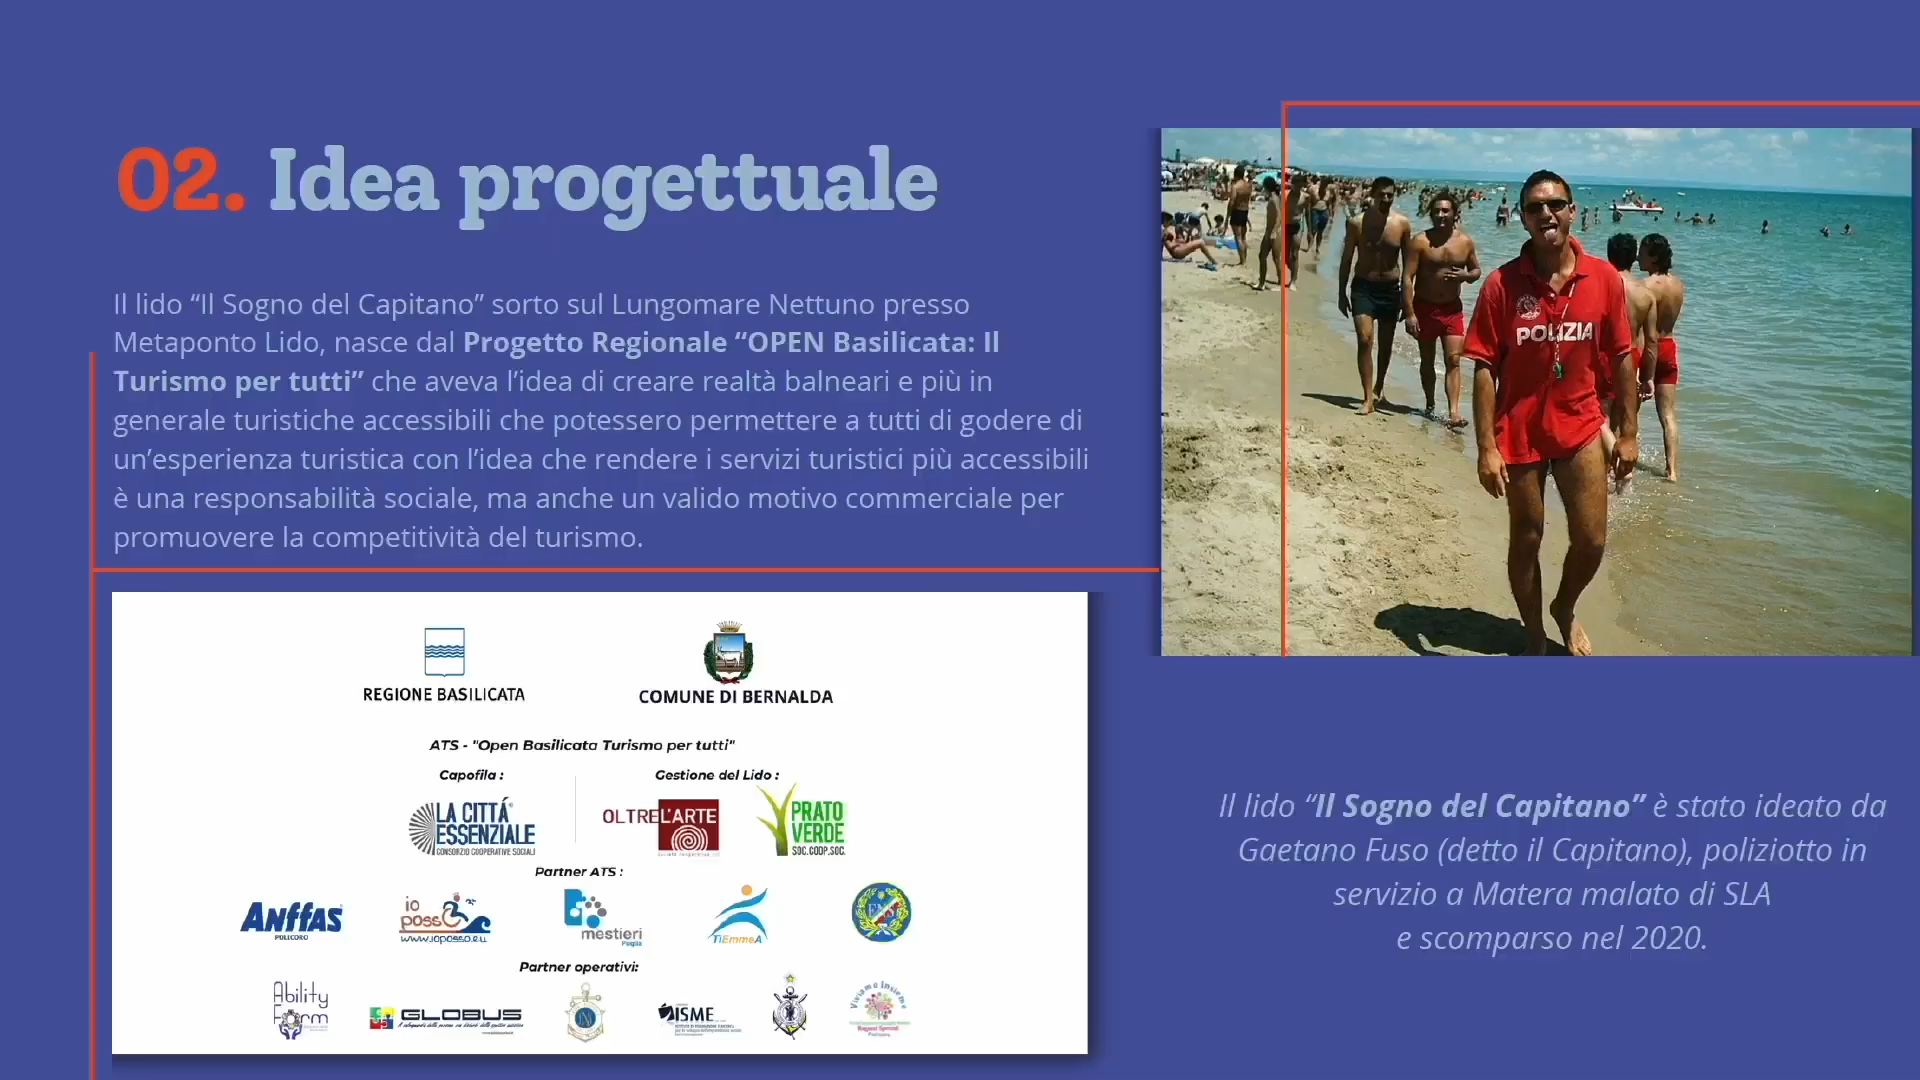 02. Idea progettuale
Il lido “Il Sogno del Capitano” sorto sul Lungomare Nettuno presso
Metaponto Lido, nasce dal Progetto Regionale “OPEN Basilicata: Il
Turismo per tutti” che aveva l’idea di creare realtà balneari e più in
generale turistiche accessibili che potessero permettere a tutti di godere di
un’esperienza turistica con l’idea che rendere i servizi turistici più accessibili
è una responsabilità sociale, ma anche un valido motivo commerciale per
promuovere la competitività del turismo.
POLIZIA
REGIONE BASILICATA
COMUNE DI BERNALDA
ATS - "Open Basilicata Turismo per tutti"
Capofila :
Gestione del Lido :
LA CITTÁ
ESSENZIALE
CONSORZIO COOPERATIVE SOCIALI
OLTREL'ARTE
PRATO
VERDE
SOC.COOP.SOC.
Partner ATS :
ANffAS
POLICORO
io
posso
www.ioposso.eu
mestieri
Puglia
TiEmmeA
Partner operativi:
Ability
Form
GLOBUS
ISME
Viviamo Insieme
Il lido “Il Sogno del Capitano” è stato ideato da
Gaetano Fuso (detto il Capitano), poliziotto in
servizio a Matera malato di SLA
e scomparso nel 2020.